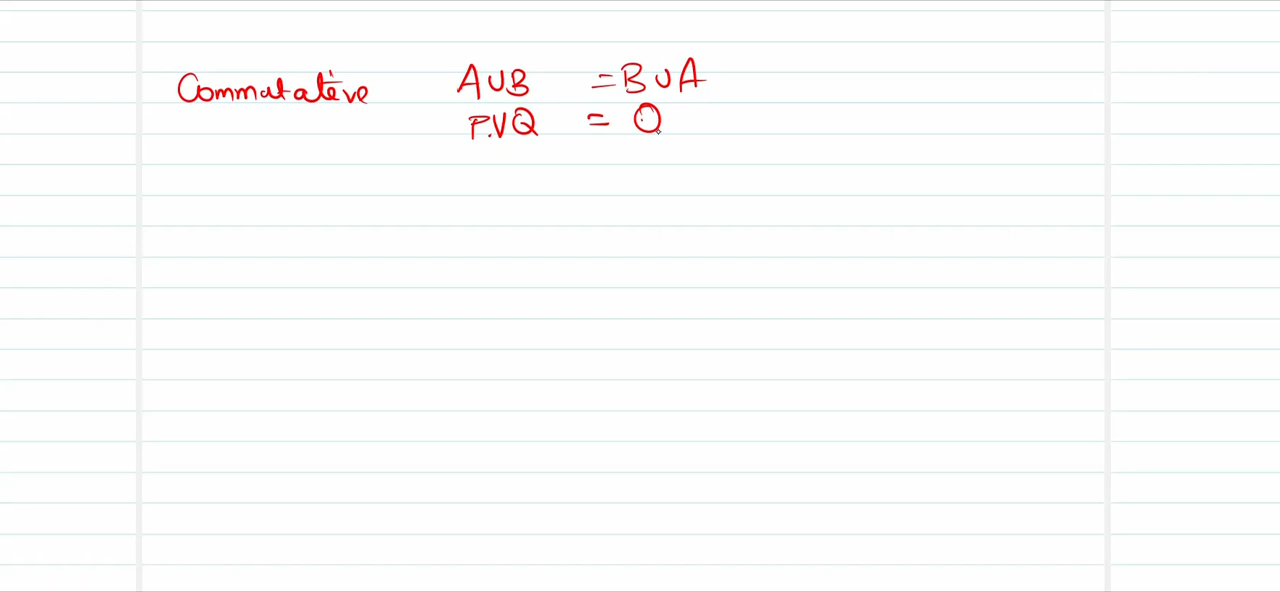 Commutative A∪B =B∪A
P∨Q = Q